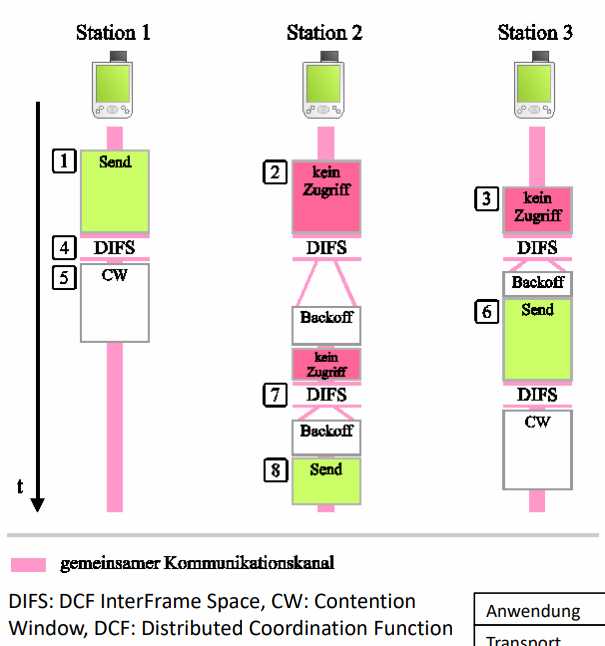 Station 1
Station 2
Station 3
1
Send
2
kein
Zugriff
3
kein
Zugriff
4
DIFS
DIFS
DIFS
5
CW
Backoff
6
Send
Backoff
kein
Zugriff
7
DIFS
DIFS
CW
Backoff
8
Send
t
gemeinsamer Kommunikationskanal
DIFS: DCF InterFrame Space, CW: Contention
Window, DCF: Distributed Coordination Function
Anwendung
Transport